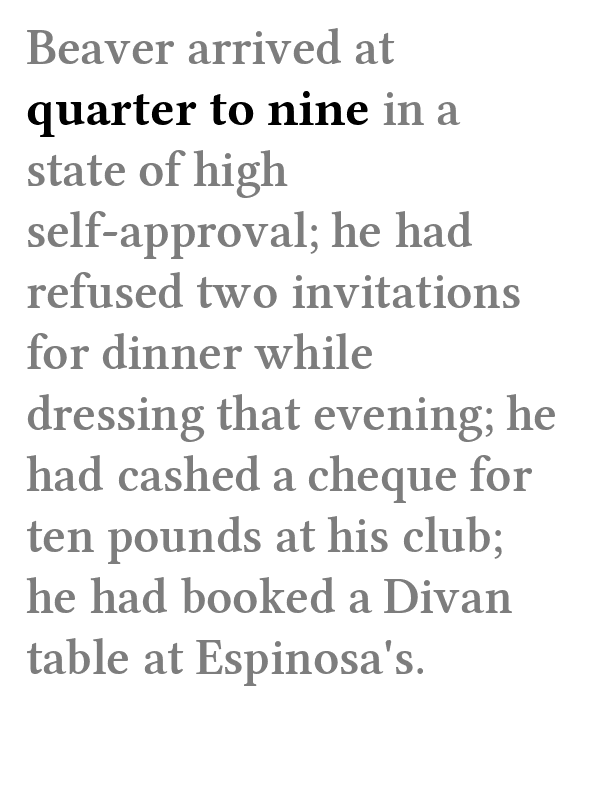 Beaver arrived at
quarter to nine in a
state of high
self-approval; he had
refused two invitations
for dinner while
dressing that evening; he
had cashed a cheque for
ten pounds at his club;
he had booked a Divan
table at Espinosa's.